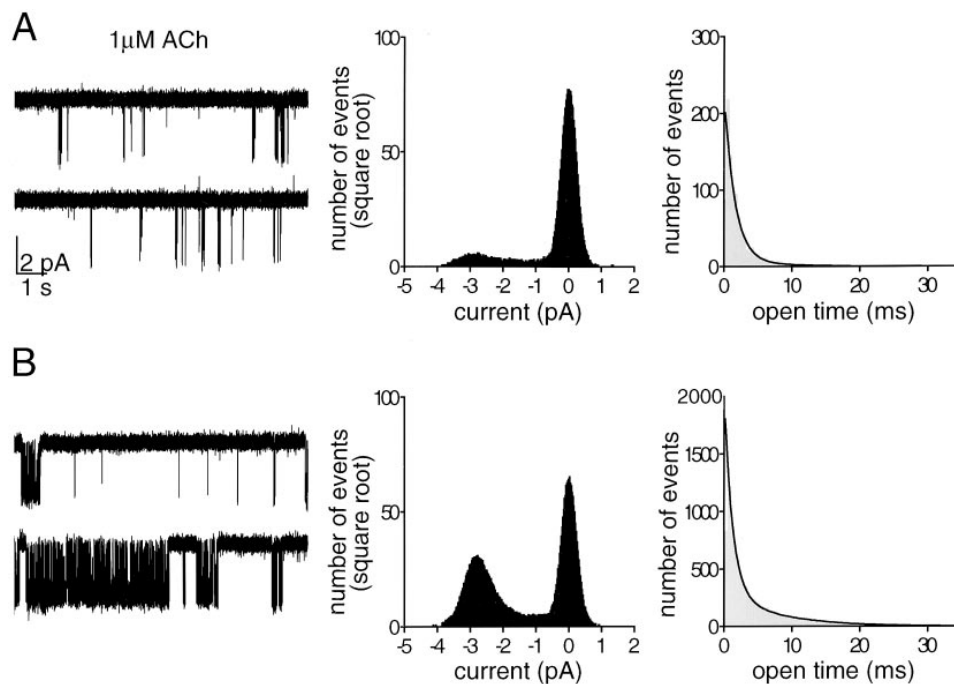 A
1μM ACh
2 pA
1 s
number of events
(square root)
100
50
0
-5 -4 -3 -2 -1 0 1 2
current (pA)
number of events
300
200
100
0
0 10 20 30
open time (ms)
B
number of events
(square root)
100
50
0
-5 -4 -3 -2 -1 0 1 2
current (pA)
number of events
2000
1500
1000
500
0
0 10 20 30
open time (ms)